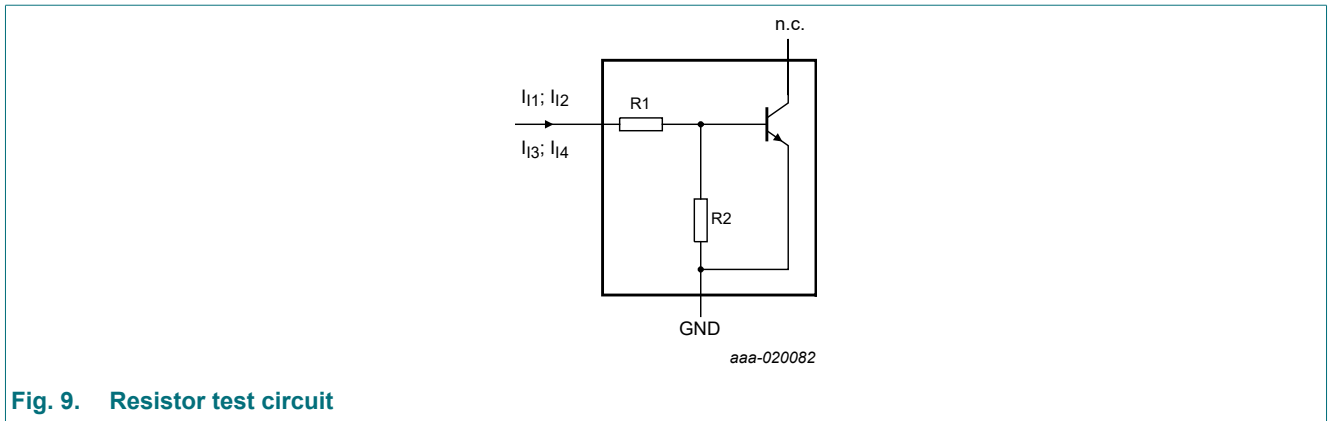 n.c.
I_I1; I_I2
R1
I_I3; I_I4
R2
GND
aaa-020082
Fig. 9. Resistor test circuit